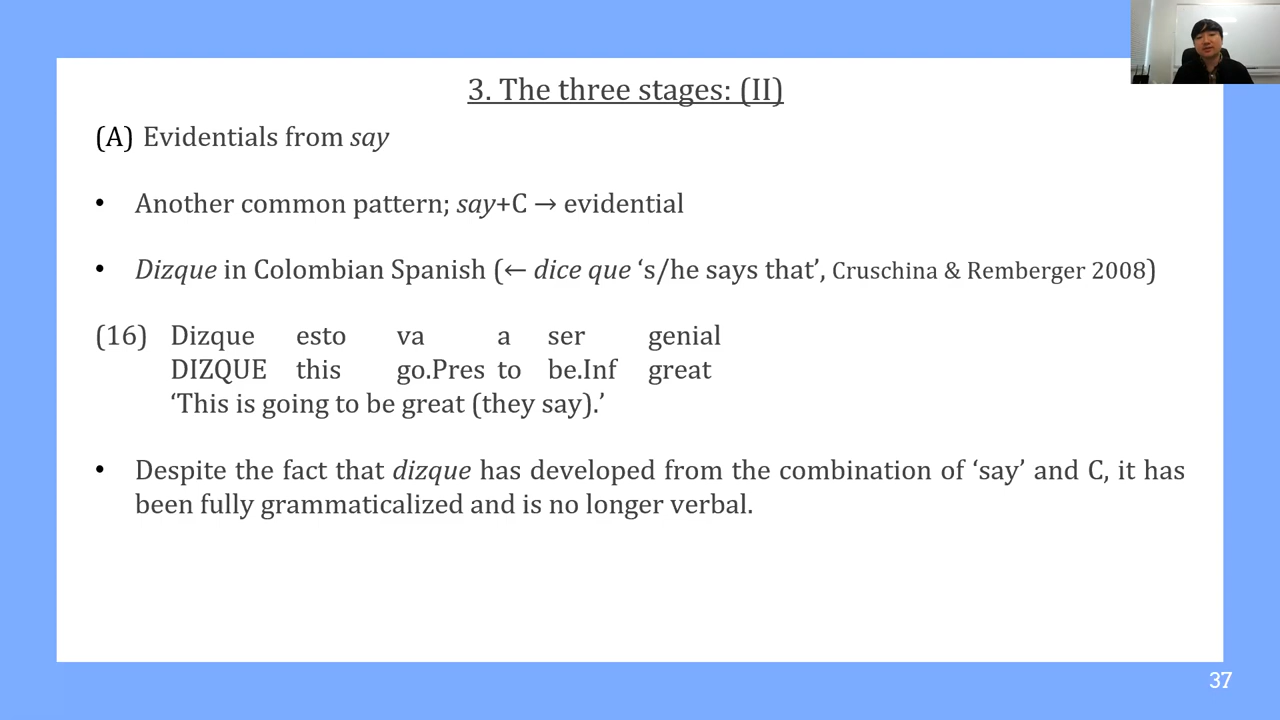 3. The three stages: (II)
(A) Evidentials from say
• Another common pattern; say+C → evidential
• Dizque in Colombian Spanish (← dice que ‘s/he says that’, Cruschina & Remberger 2008)
(16) Dizque esto va a ser genial
DIZQUE this go.Pres to be.Inf great
‘This is going to be great (they say).’
• Despite the fact that dizque has developed from the combination of ‘say’ and C, it has
been fully grammaticalized and is no longer verbal.
37